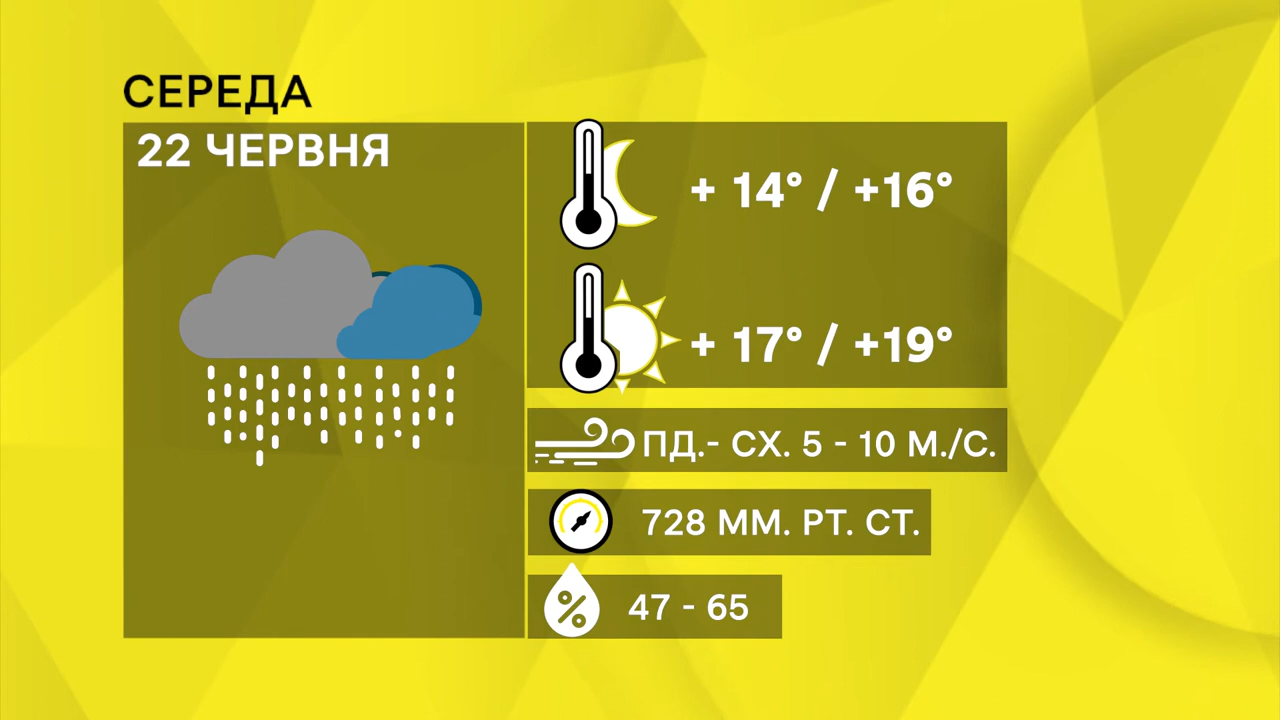 СЕРЕДА
22 ЧЕРВНЯ
+ 14° / +16°
+ 17° / +19°
ПД.- СХ. 5 - 10 М./С.
728 ММ. РТ. СТ.
% 47 - 65